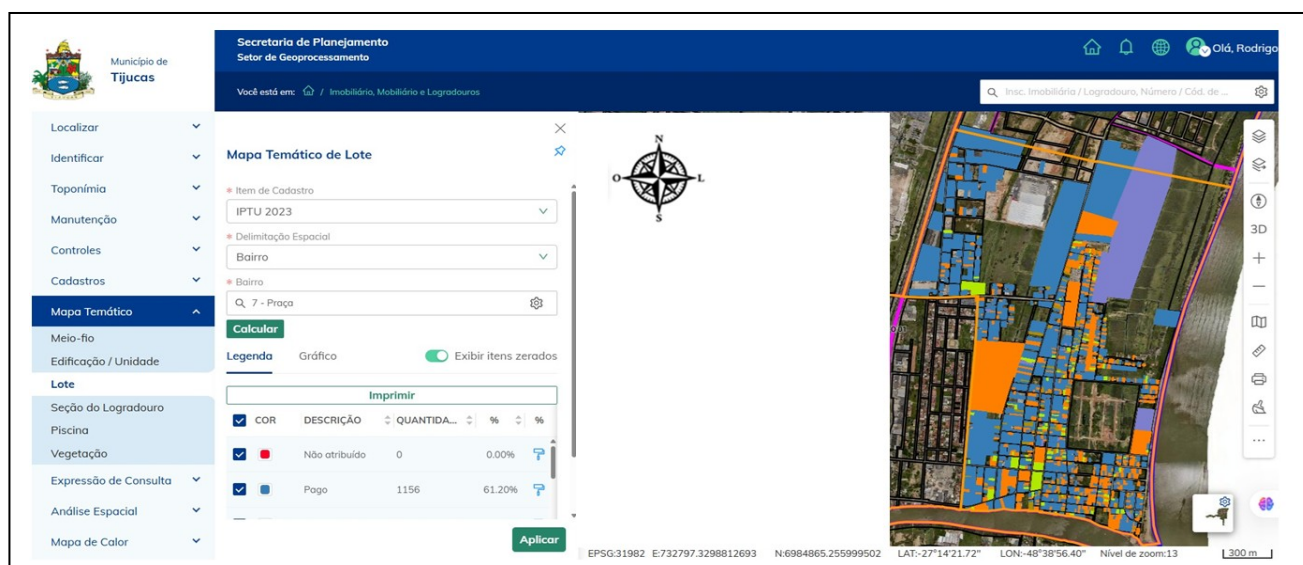 Município de
Tijucas
Secretaria de Planejamento
Setor de Geoprocessamento
Olá, Rodrigo
Você está em: / Imobiliário, Mobiliário e Logradouros
Insc. Imobiliária / Logradouro, Número / Cód. de ...
Localizar
Identificar
Toponímia
Manutenção
Controles
Cadastros
Mapa Temático
Meio-fio
Edificação / Unidade
Lote
Seção do Logradouro
Piscina
Vegetação
Expressão de Consulta
Análise Espacial
Mapa de Calor
Mapa Temático de Lote
* Item de Cadastro
IPTU 2023
* Delimitação Espacial
Bairro
* Bairro
7 - Praça
Calcular
Legenda Gráfico Exibir itens zerados
Imprimir
COR DESCRIÇÃO QUANTIDA... % %
Não atribuído 0 0.00%
Pago 1156 61.20%
Aplicar
N
O L
S
3D
EPSG:31982 E:732797.3298812693 N:6984865.255999502 LAT:-27°14'21.72" LON:-48°38'56.40" Nível de zoom:13 300 m